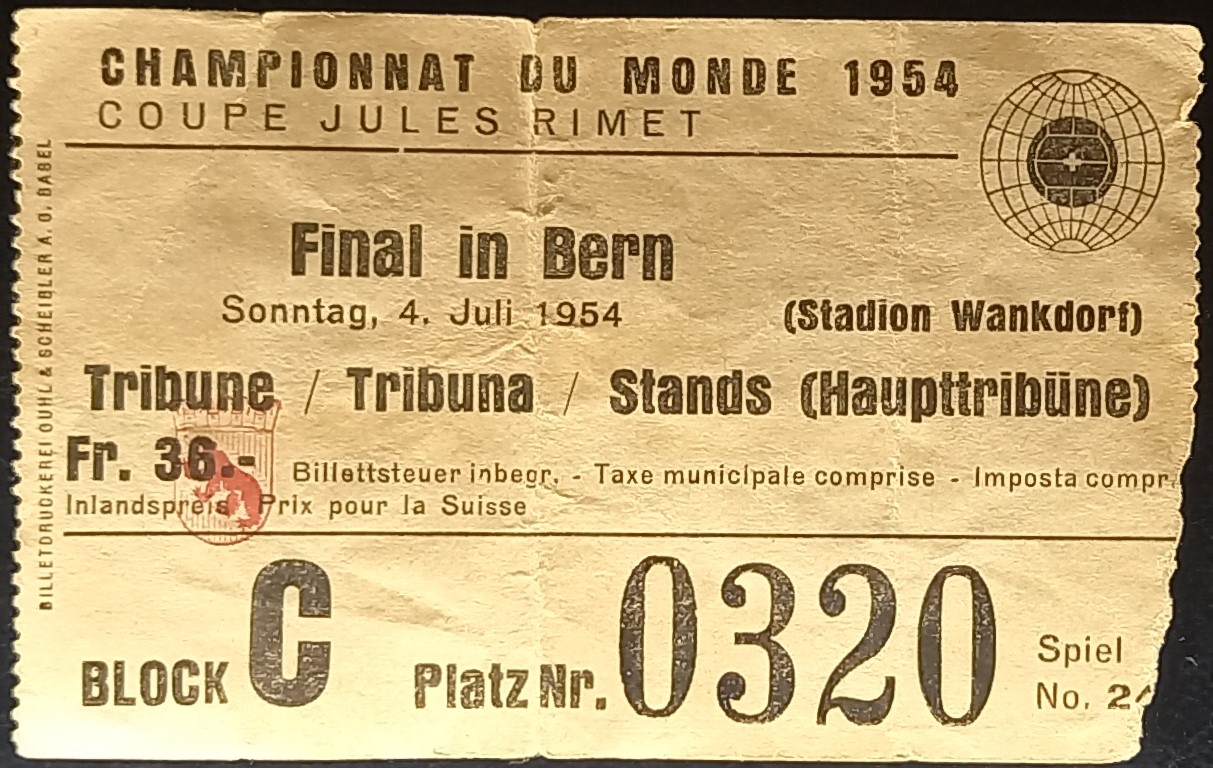 CHAMPIONNAT DU MONDE 1954
COUPE JULES RIMET
Final in Bern
Sonntag, 4. Juli 1954
(Stadion Wankdorf)
Tribune / Tribuna / Stands (Haupttribüne)
Fr. 36.-
Billettsteuer inbegr. - Taxe municipale comprise - Imposta compr.
Inlandspreis Prix pour la Suisse
BLOCK C
Platz Nr. 0320
Spiel
No.
BILLETDRUCKEREI & SCHEIBLER A. G. BASEL